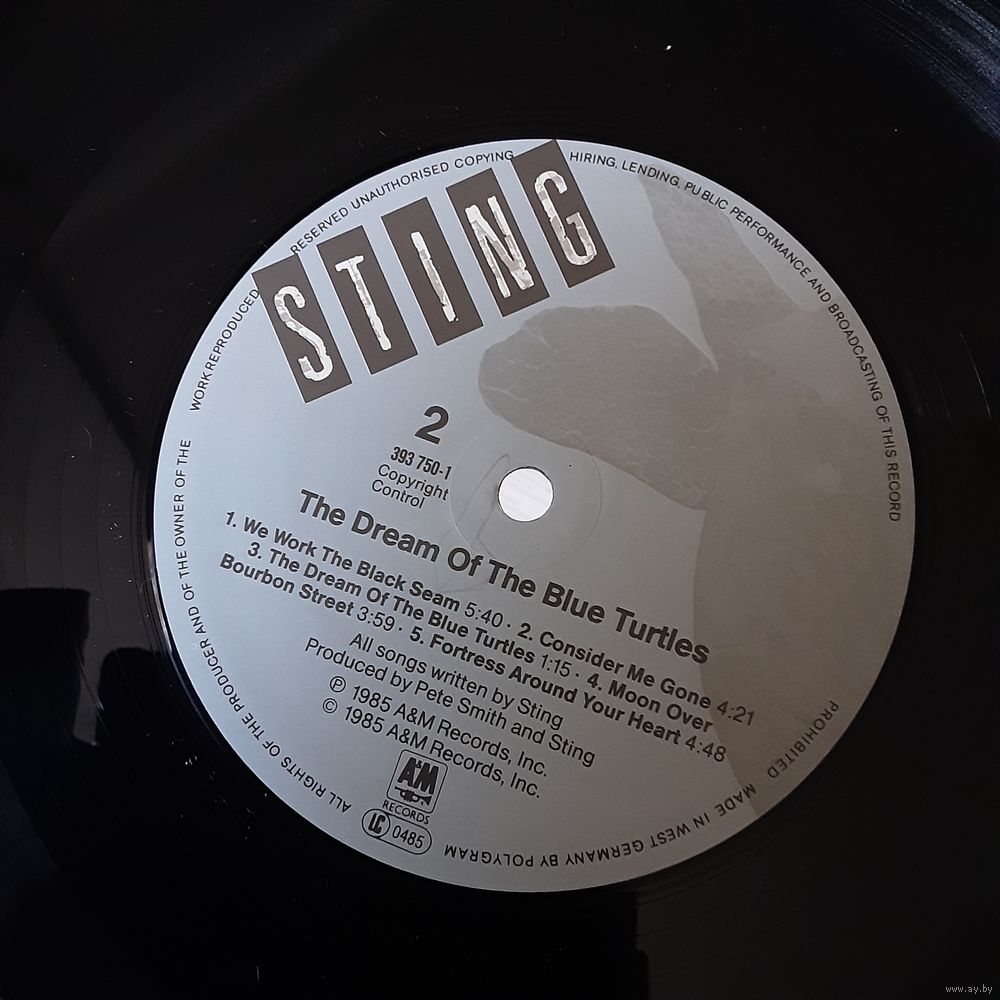 STING
2
393 750-1
Copyright
Control
The Dream Of The Blue Turtles
1. We Work The Black Seam 5:40 · 2. Consider Me Gone 4:21
3. The Dream Of The Blue Turtles 1:15 · 4. Moon Over
Bourbon Street 3:59 · 5. Fortress Around Your Heart 4:48
All songs written by Sting
Produced by Pete Smith and Sting
℗ 1985 A&M Records, Inc.
© 1985 A&M Records, Inc.
A&M
RECORDS
LC 0485
ALL RIGHTS OF THE PRODUCER AND OF THE OWNER OF THE WORK REPRODUCED RESERVED UNAUTHORISED COPYING HIRING, LENDING, PUBLIC PERFORMANCE AND BROADCASTING OF THIS RECORD PROHIBITED MADE IN WEST GERMANY BY POLYGRAM
www.ay.by